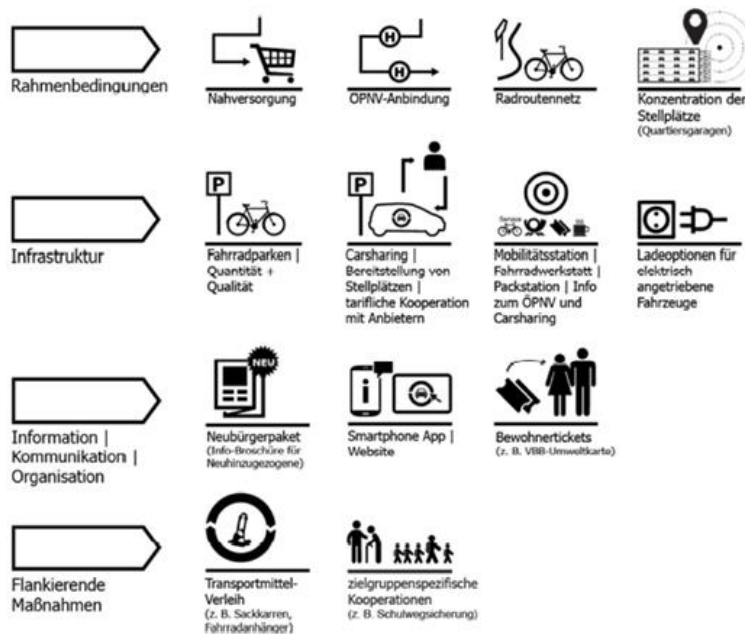 Rahmenbedingungen
Nahversorgung
H
H
ÖPNV-Anbindung
Radroutennetz
Konzentration der
Stellplätze
(Quartiersgaragen)
Infrastruktur
P
Fahrradparken |
Quantität +
Qualität
P
Carsharing |
Bereitstellung von
Stellplätzen |
tarifliche Kooperation
mit Anbietern
Service
Mobilitätsstation |
Fahrradwerkstatt |
Packstation | Info
zum ÖPNV und
Carsharing
Ladeoptionen für
elektrisch
angetriebene
Fahrzeuge
Information |
Kommunikation |
Organisation
NEU
Neubürgerpaket
(Info-Broschüre für
Neuhinzugezogene)
i
Smartphone App |
Website
Bewohnertickets
(z. B. VBB-Umweltkarte)
Flankierende
Maßnahmen
Transportmittel-
Verleih
(z. B. Sackkarren,
Fahrradanhänger)
zielgruppenspezifische
Kooperationen
(z. B. Schulwegsicherung)